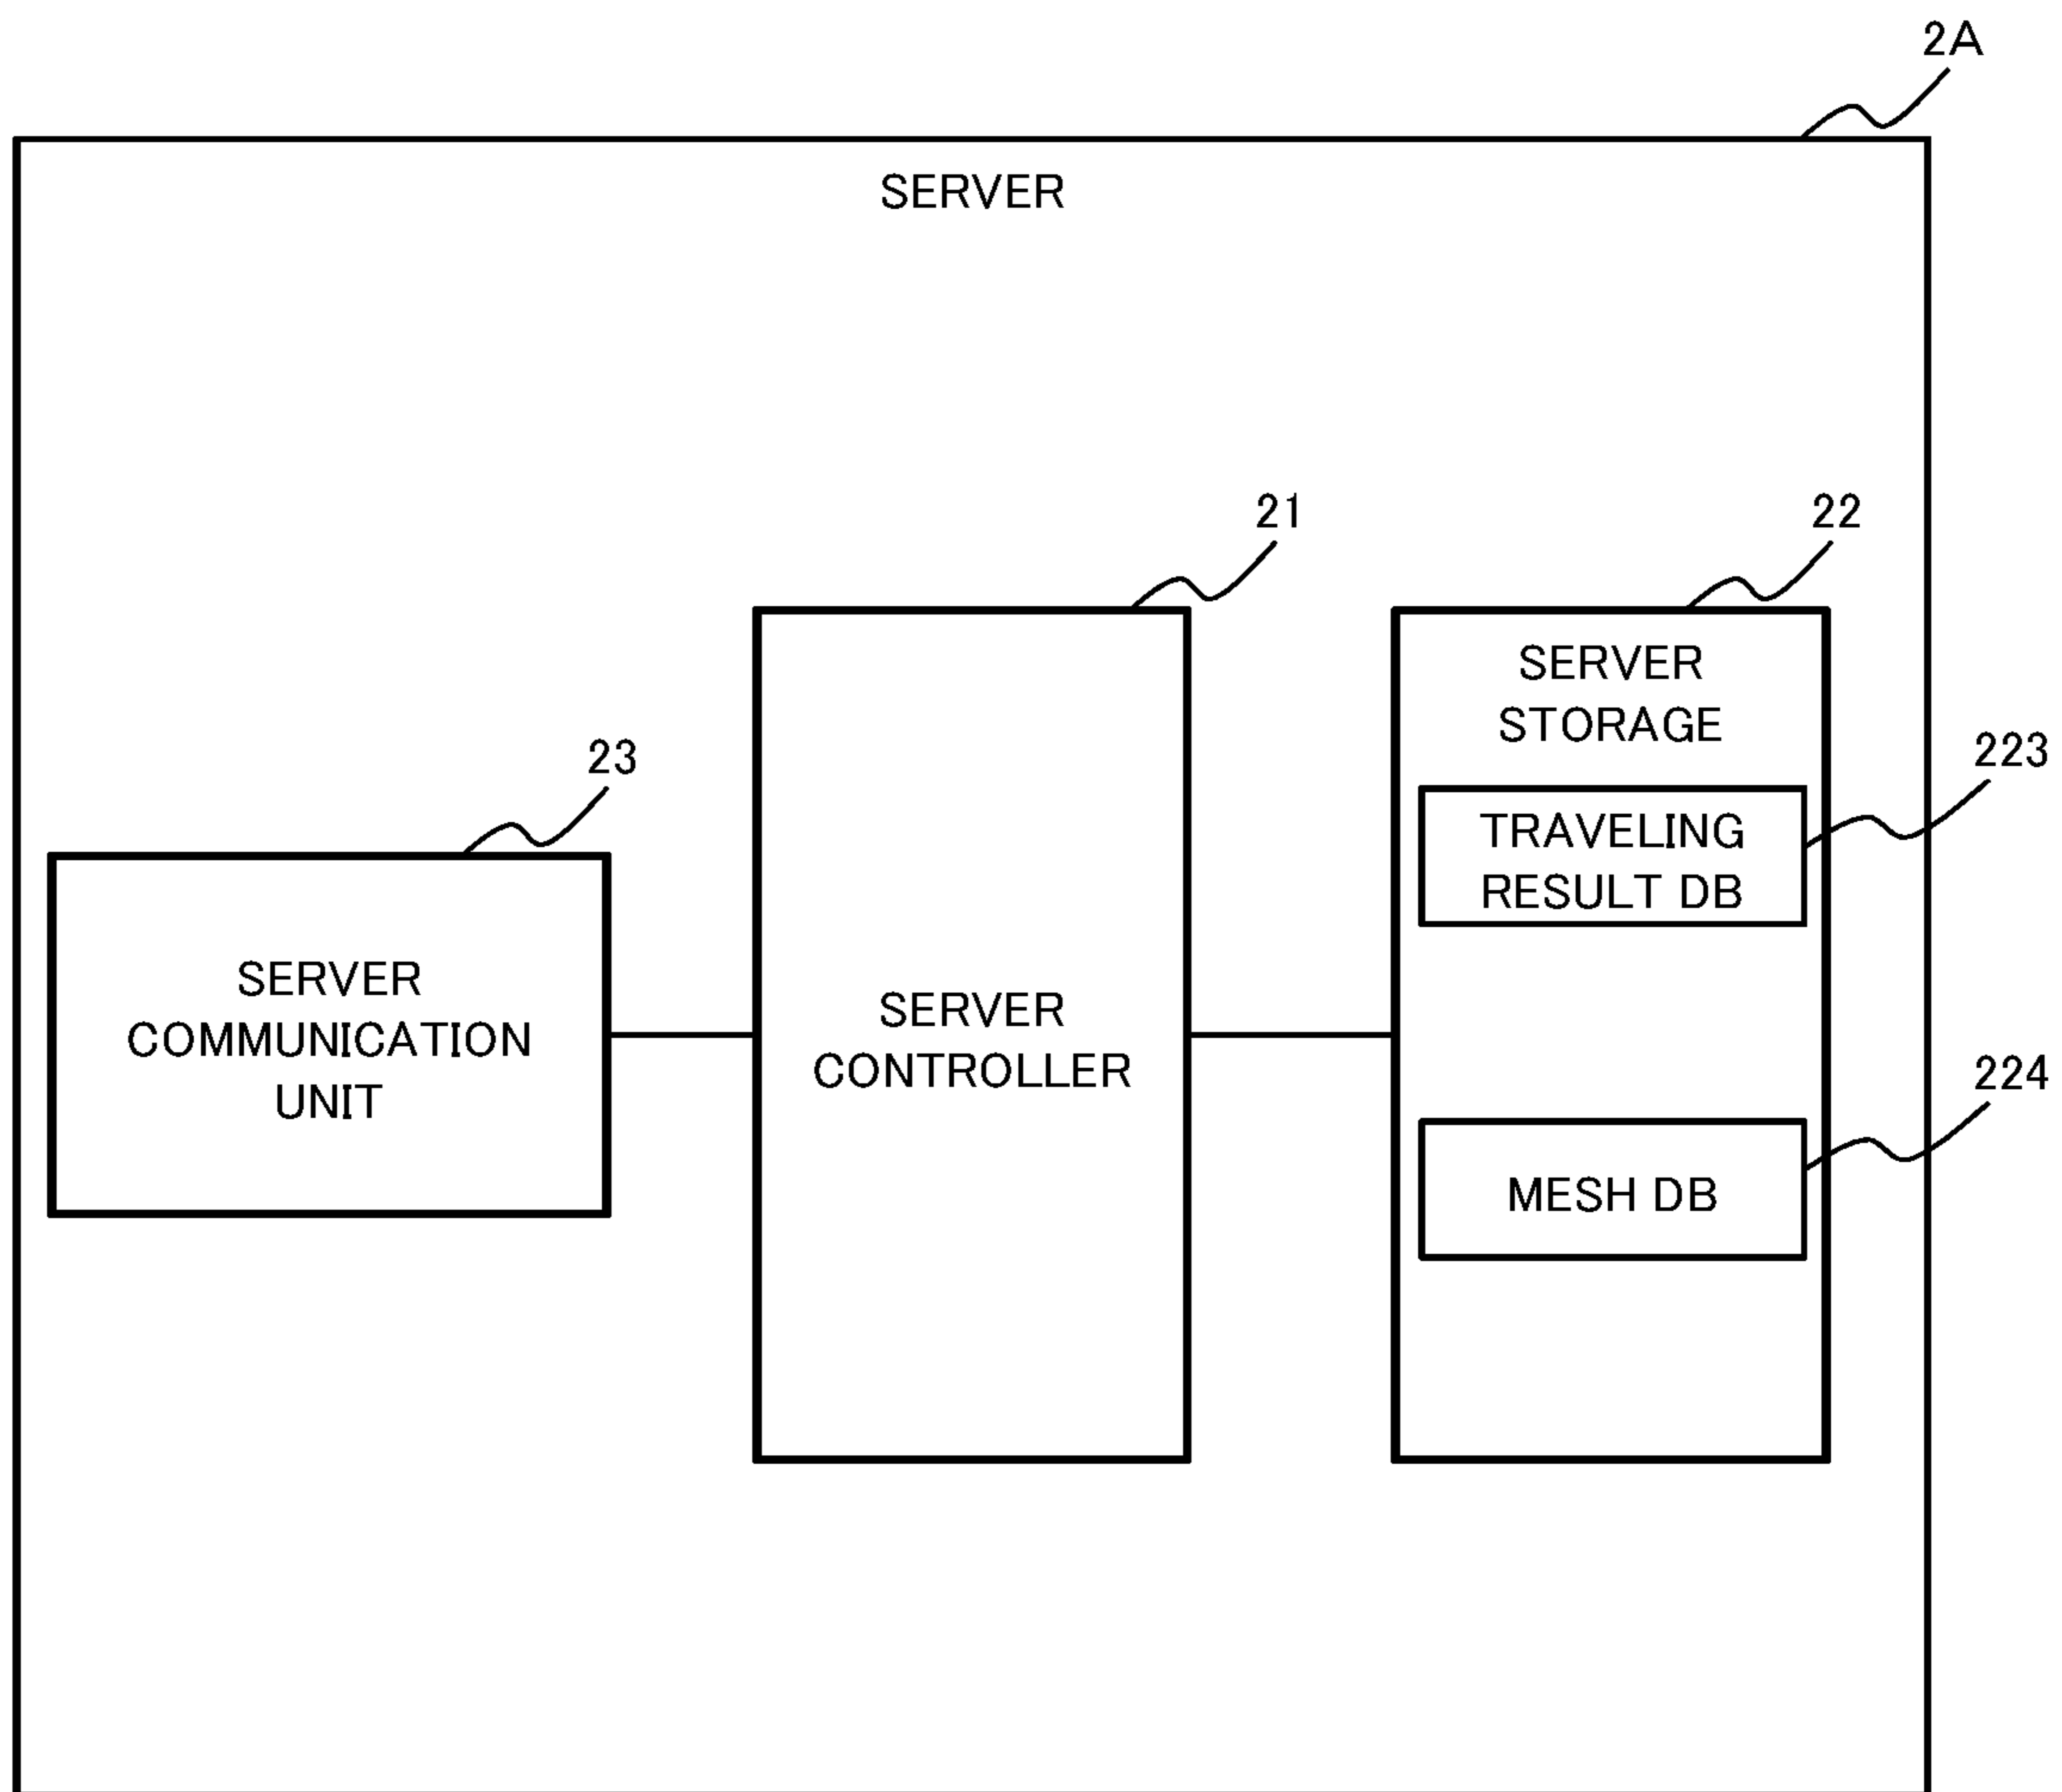 2A
SERVER
21
22
SERVER
STORAGE
23
223
TRAVELING
RESULT DB
SERVER
COMMUNICATION
UNIT
SERVER
CONTROLLER
224
MESH DB